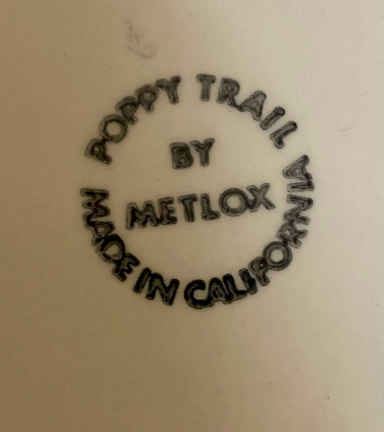 POPPY TRAIL
BY
METLOX
MADE IN CALIFORNIA